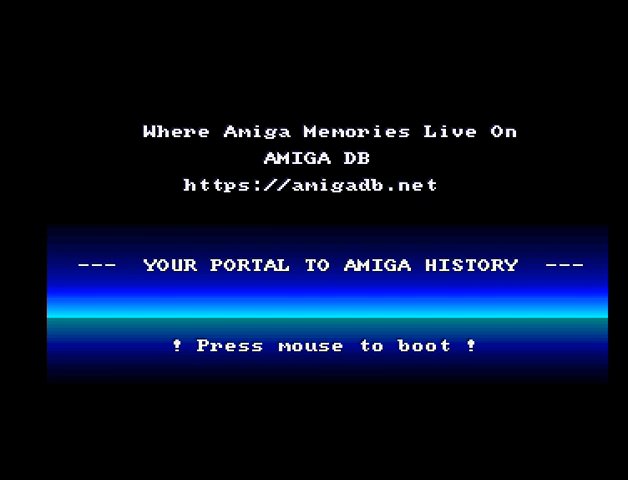 Where Amiga Memories Live On
AMIGA DB
https://amigadb.net
--- YOUR PORTAL TO AMIGA HISTORY ---
! Press mouse to boot !